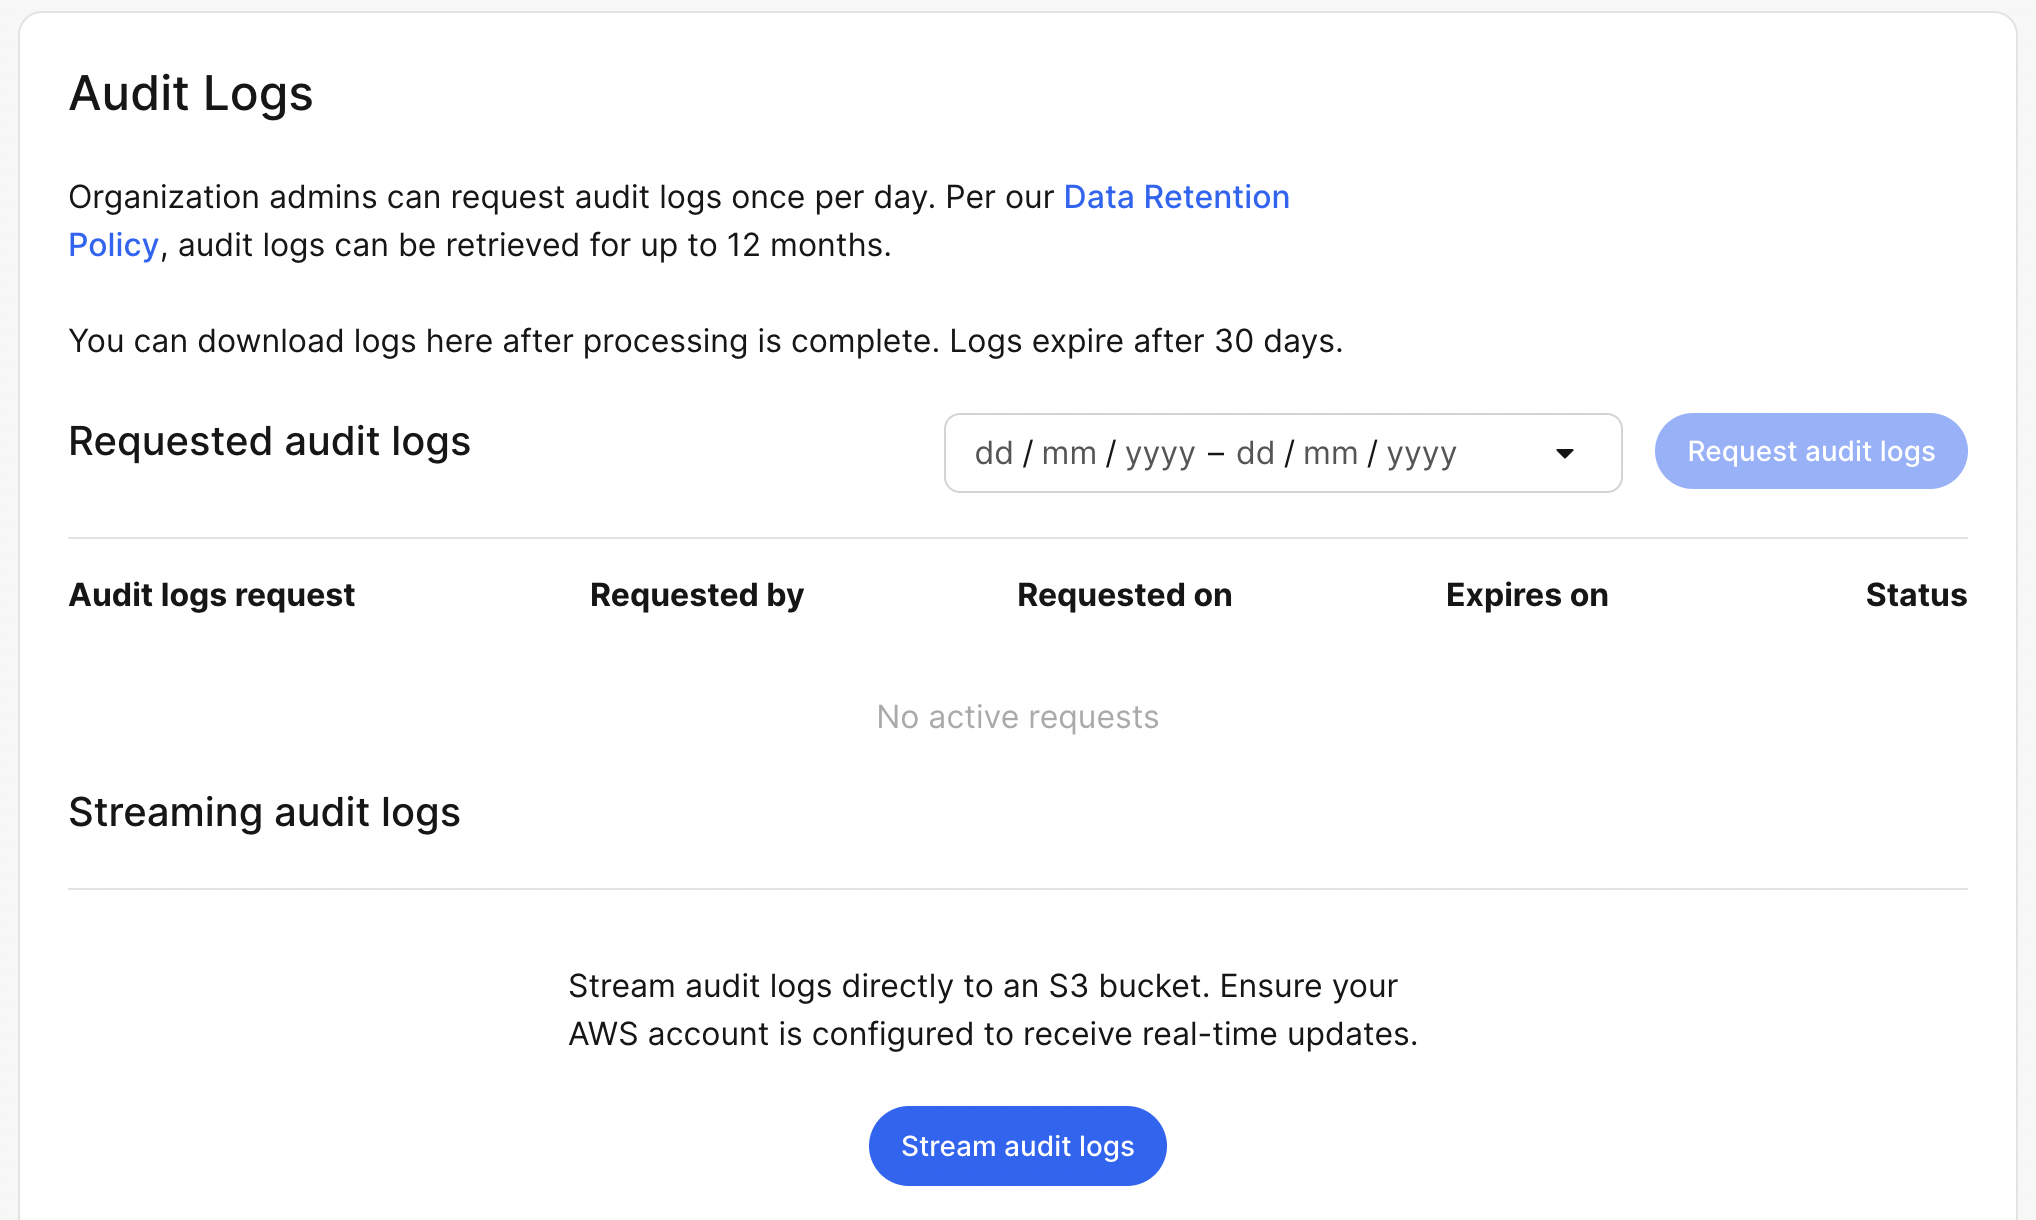 Audit Logs
Organization admins can request audit logs once per day. Per our Data Retention
Policy, audit logs can be retrieved for up to 12 months.
You can download logs here after processing is complete. Logs expire after 30 days.
Requested audit logs
dd / mm / yyyy – dd / mm / yyyy
Request audit logs
Audit logs request Requested by Requested on Expires on Status
No active requests
Streaming audit logs
Stream audit logs directly to an S3 bucket. Ensure your
AWS account is configured to receive real-time updates.
Stream audit logs